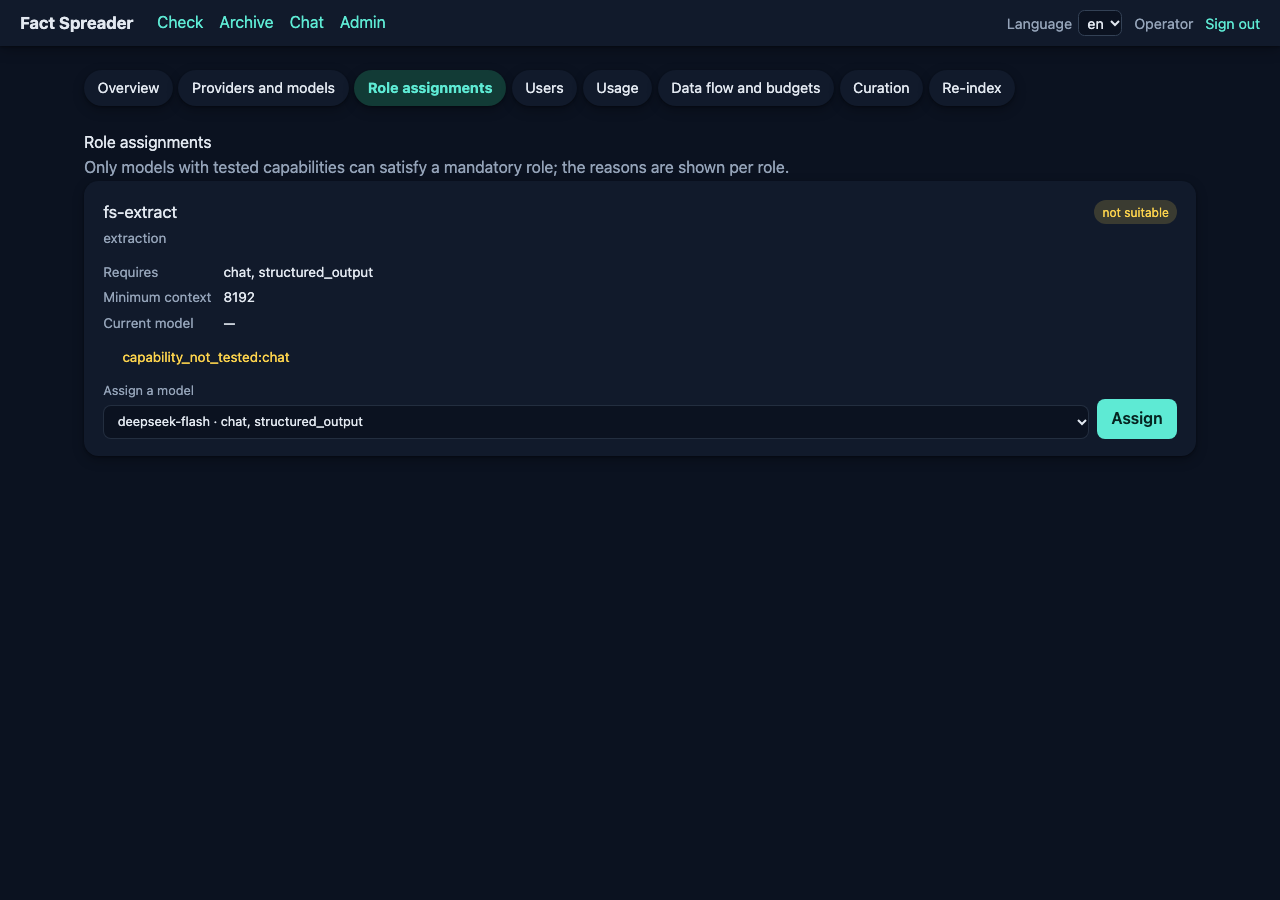 Fact Spreader Check Archive Chat Admin Language en Operator Sign out
Overview Providers and models Role assignments Users Usage Data flow and budgets Curation Re-index
Role assignments
Only models with tested capabilities can satisfy a mandatory role; the reasons are shown per role.
fs-extract not suitable
extraction
Requires chat, structured_output
Minimum context 8192
Current model —
capability_not_tested:chat
Assign a model
deepseek-flash · chat, structured_output Assign